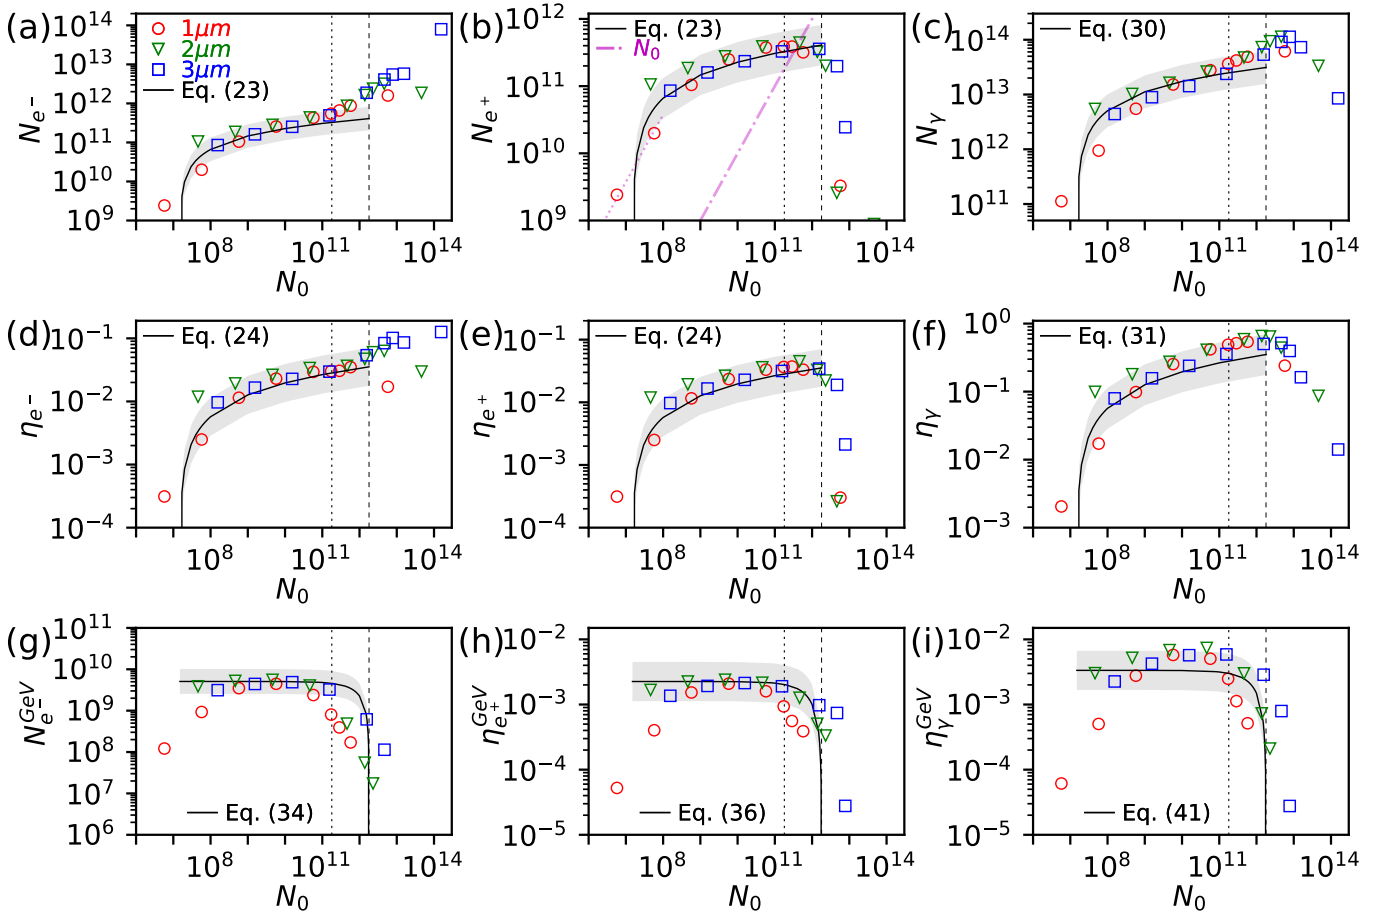 (a)
10^{14}
10^{13}
10^{12}
10^{11}
10^{10}
10^{9}
N_{e^-}
1μm
2μm
3μm
Eq. (23)
10^{8}
10^{11}
10^{14}
N_0
(b)
10^{12}
10^{11}
10^{10}
10^{9}
N_{e^+}
Eq. (23)
N_0
10^{8}
10^{11}
10^{14}
N_0
(c)
10^{14}
10^{13}
10^{12}
10^{11}
N_γ
Eq. (30)
10^{8}
10^{11}
10^{14}
N_0
(d)
10^{-1}
10^{-2}
10^{-3}
10^{-4}
η_{e^-}
Eq. (24)
10^{8}
10^{11}
10^{14}
N_0
(e)
10^{-1}
10^{-2}
10^{-3}
10^{-4}
η_{e^+}
Eq. (24)
10^{8}
10^{11}
10^{14}
N_0
(f)
10^{0}
10^{-1}
10^{-2}
10^{-3}
η_γ
Eq. (31)
10^{8}
10^{11}
10^{14}
N_0
(g)
10^{11}
10^{10}
10^{9}
10^{8}
10^{7}
10^{6}
N_{e^-}^{GeV}
Eq. (34)
10^{8}
10^{11}
10^{14}
N_0
(h)
10^{-2}
10^{-3}
10^{-4}
10^{-5}
η_{e^+}^{GeV}
Eq. (36)
10^{8}
10^{11}
10^{14}
N_0
(i)
10^{-2}
10^{-3}
10^{-4}
10^{-5}
η_γ^{GeV}
Eq. (41)
10^{8}
10^{11}
10^{14}
N_0